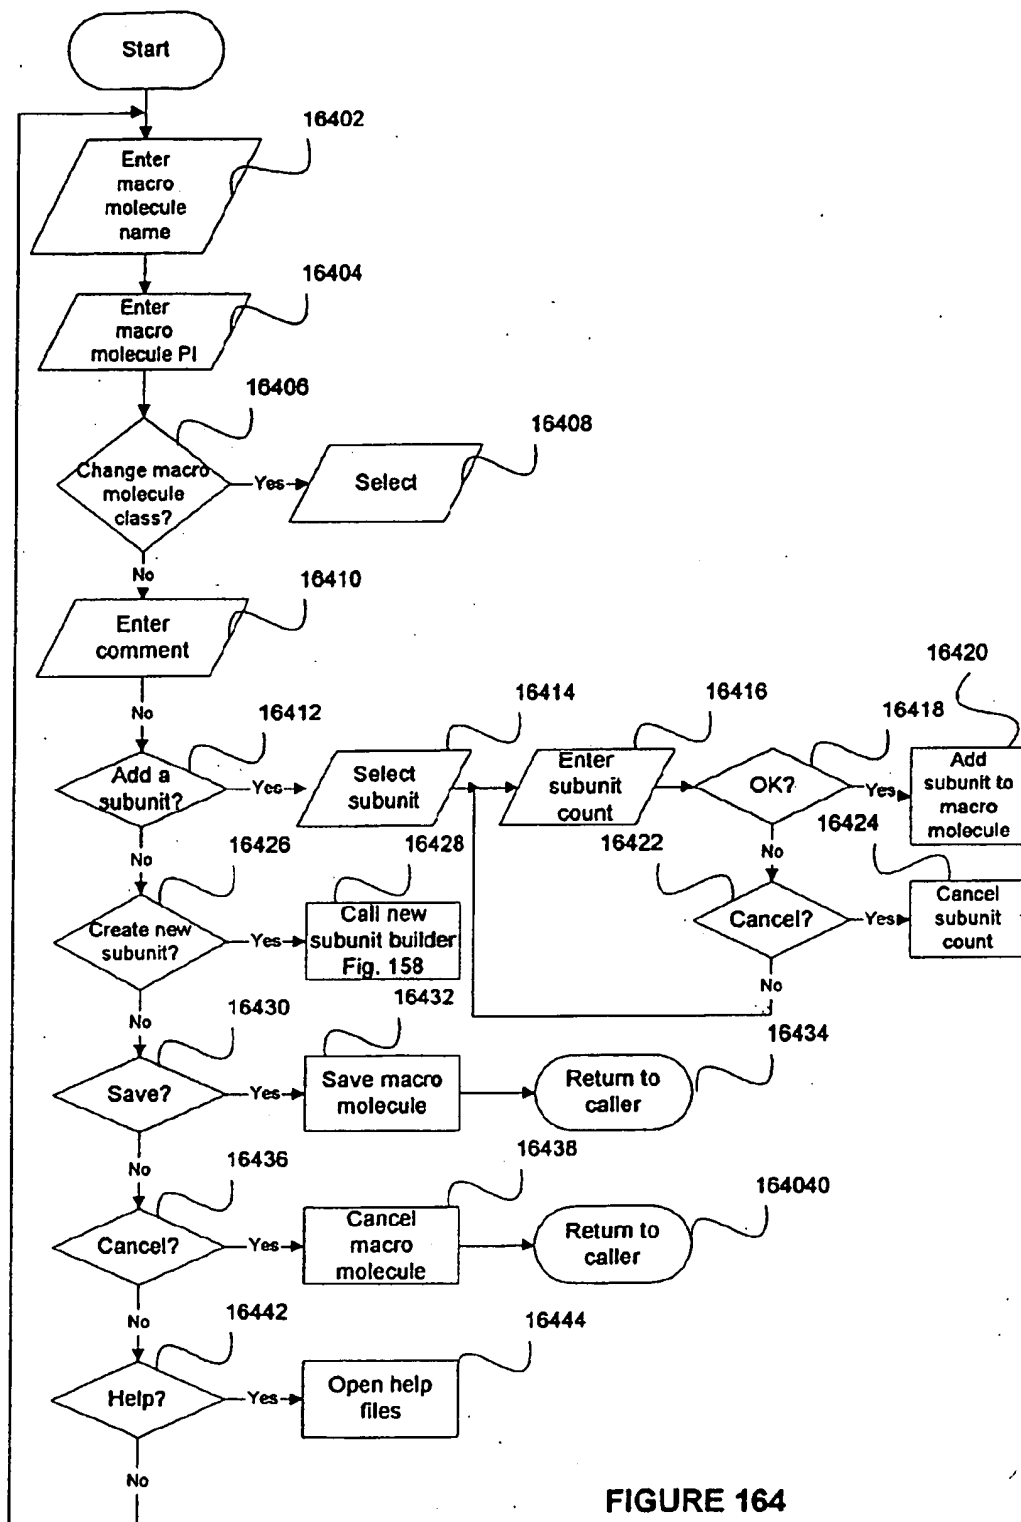 Start
16402
Enter
macro
molecule
name
16404
Enter
macro
molecule PI
16406
Change macro
molecule
class?
Yes
16408
Select
No
16410
Enter
comment
No
16412
Add a
subunit?
Yes
16414
Select
subunit
16416
Enter
subunit
count
16418
OK?
Yes
16420
Add
subunit to
macro
molecule
No
16422
Cancel?
Yes
16424
Cancel
subunit
count
No
No
16426
Create new
subunit?
Yes
16428
Call new
subunit builder
Fig. 158
No
16430
Save?
Yes
16432
Save macro
molecule
16434
Return to
caller
No
16436
Cancel?
Yes
16438
Cancel
macro
molecule
164040
Return to
caller
No
16442
Help?
Yes
16444
Open help
files
No
FIGURE 164